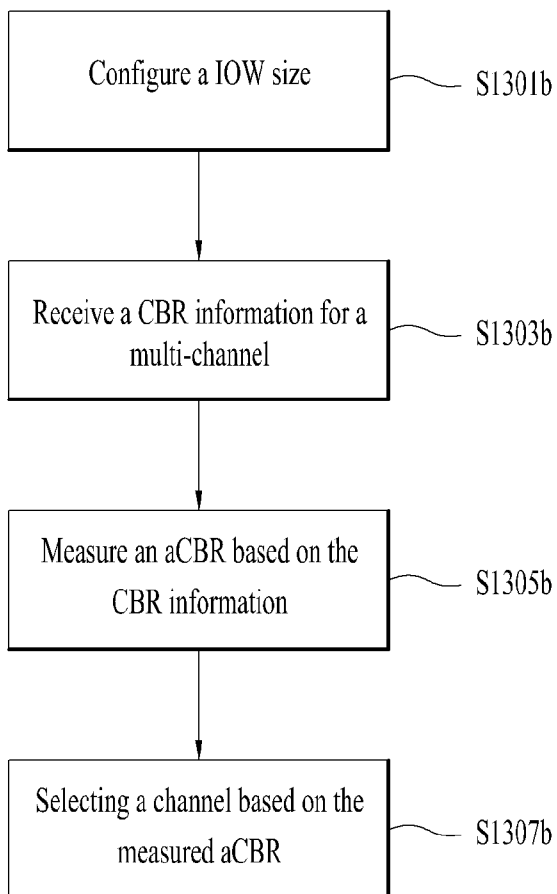 Configure a IOW size
S1301b
Receive a CBR information for a
multi-channel
S1303b
Measure an aCBR based on the
CBR information
S1305b
Selecting a channel based on the
measured aCBR
S1307b